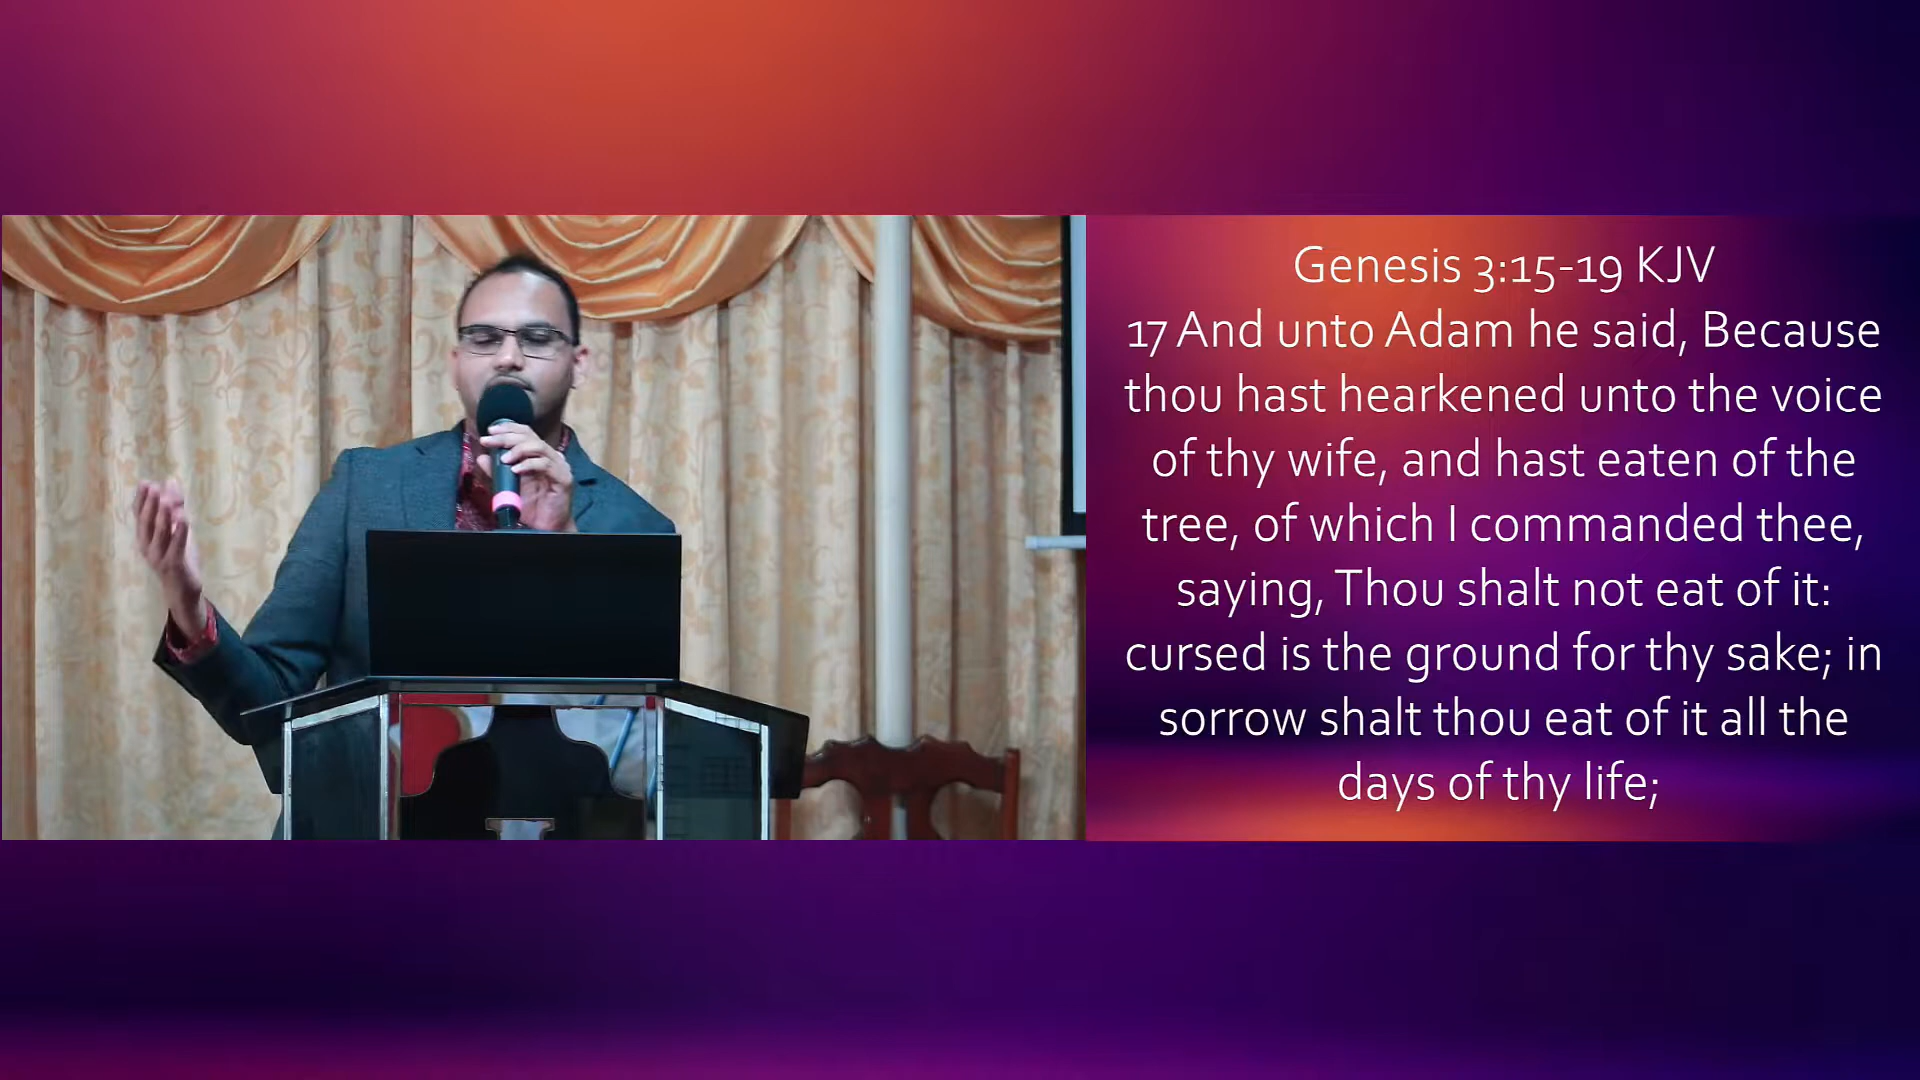 Genesis 3:15-19 KJV
17 And unto Adam he said, Because
thou hast hearkened unto the voice
of thy wife, and hast eaten of the
tree, of which I commanded thee,
saying, Thou shalt not eat of it:
cursed is the ground for thy sake; in
sorrow shalt thou eat of it all the
days of thy life;